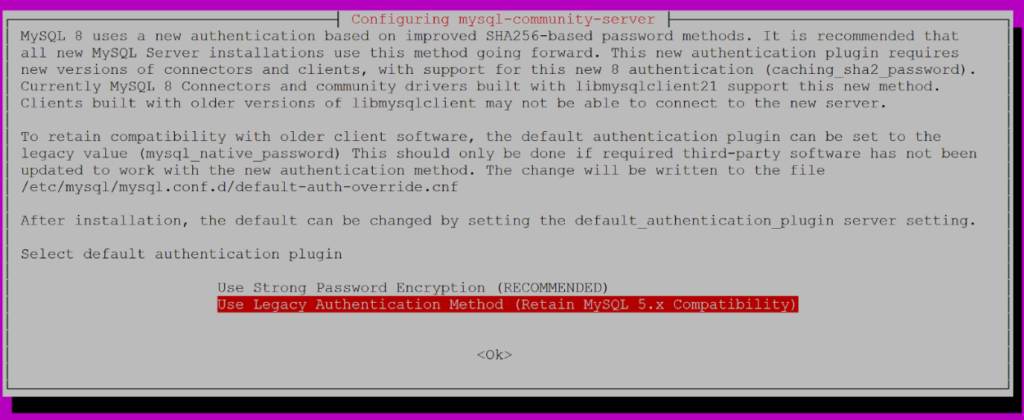 Configuring mysql-community-server
MySQL 8 uses a new authentication based on improved SHA256-based password methods. It is recommended that
all new MySQL Server installations use this method going forward. This new authentication plugin requires
new versions of connectors and clients, with support for this new 8 authentication (caching_sha2_password).
Currently MySQL 8 Connectors and community drivers built with libmysqlclient21 support this new method.
Clients built with older versions of libmysqlclient may not be able to connect to the new server.
To retain compatibility with older client software, the default authentication plugin can be set to the
legacy value (mysql_native_password) This should only be done if required third-party software has not been
updated to work with the new authentication method. The change will be written to the file
/etc/mysql/mysql.conf.d/default-auth-override.cnf
After installation, the default can be changed by setting the default_authentication_plugin server setting.
Select default authentication plugin
Use Strong Password Encryption (RECOMMENDED)
Use Legacy Authentication Method (Retain MySQL 5.x Compatibility)
<Ok>